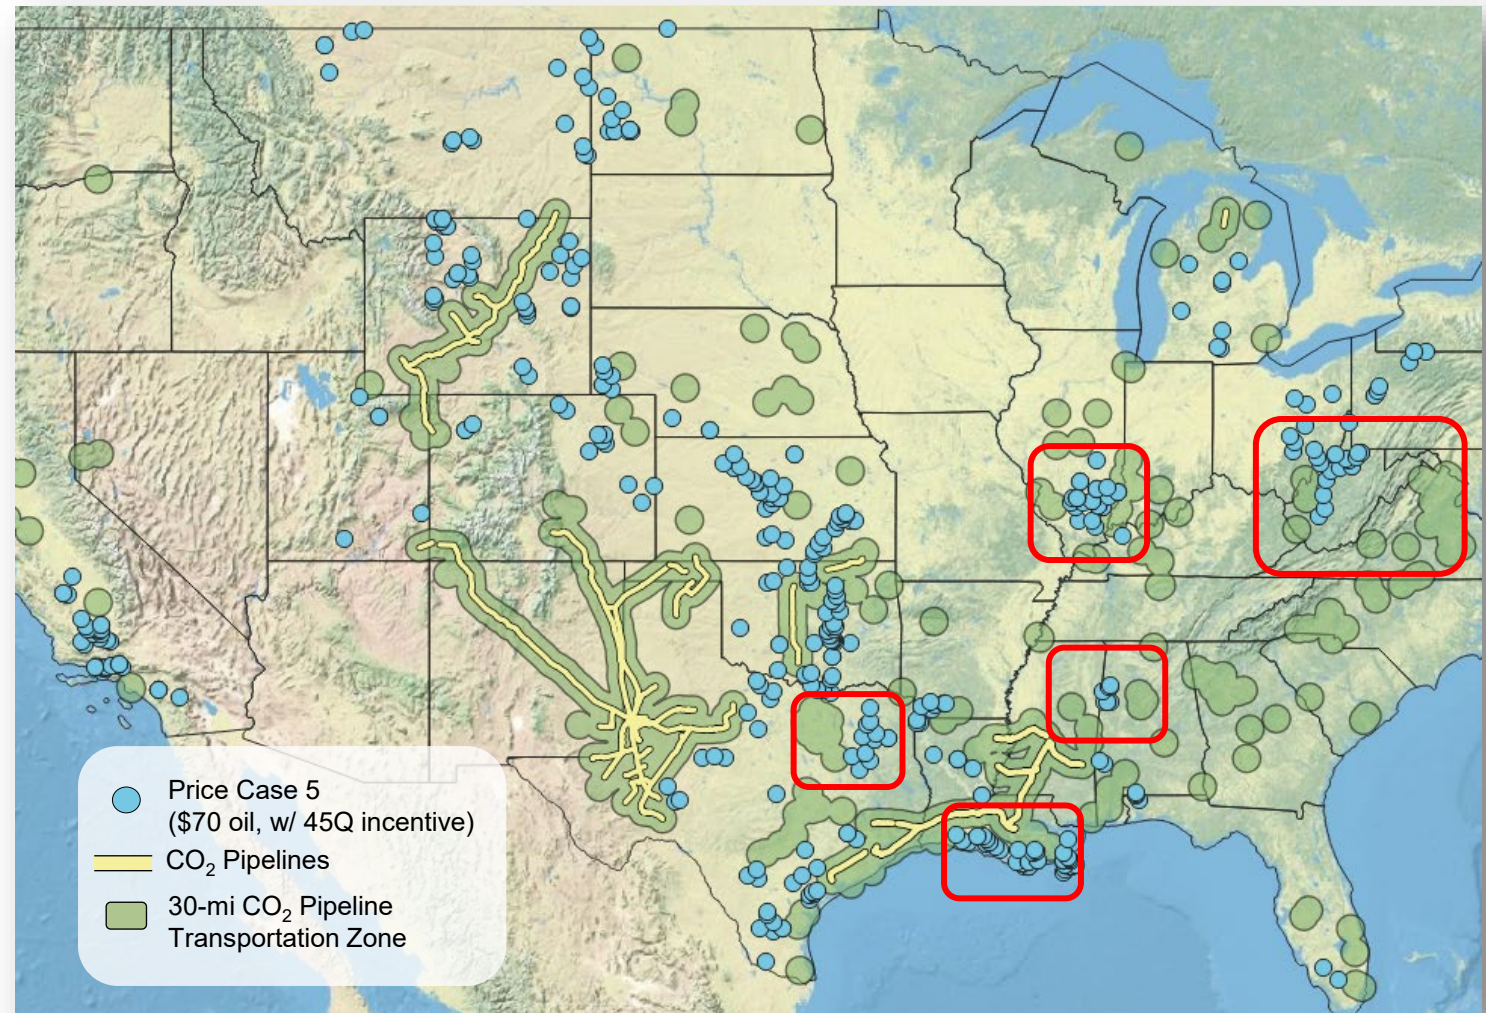 Price Case 5
($70 oil, w/ 45Q incentive)
CO₂ Pipelines
30-mi CO₂ Pipeline
Transportation Zone